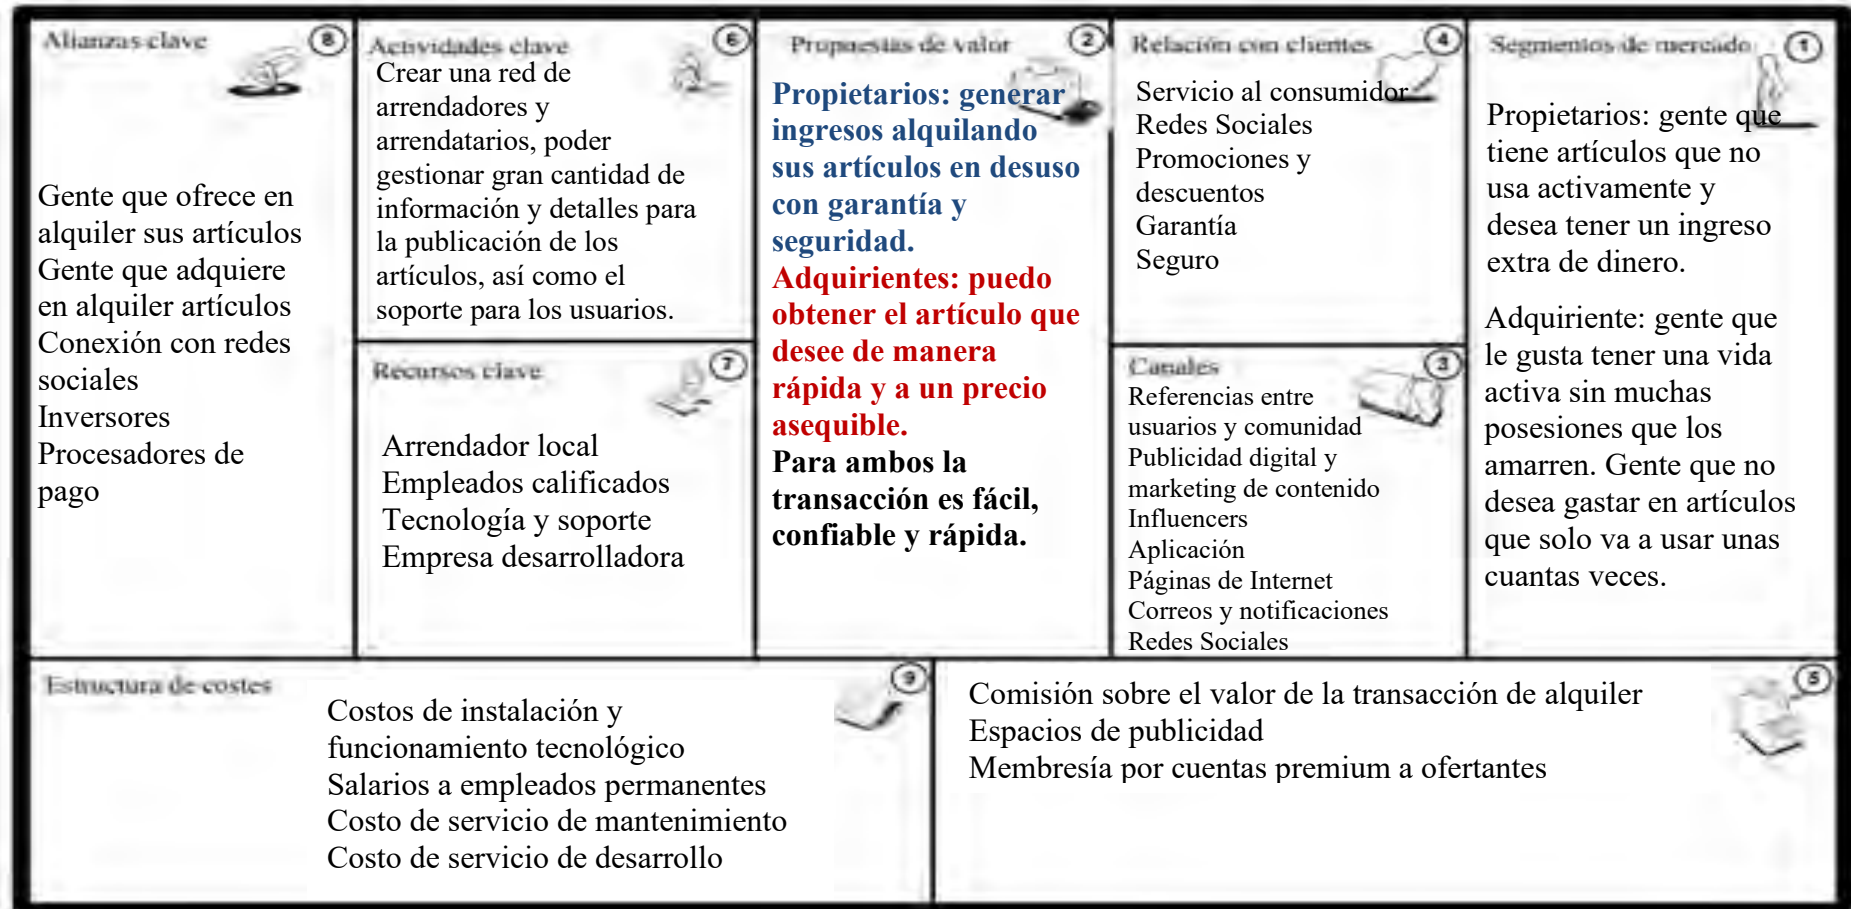 Alianzas clave
8
Gente que ofrece en
alquiler sus artículos
Gente que adquiere
en alquiler artículos
Conexión con redes
sociales
Inversores
Procesadores de
pago
Actividades clave
6
Crear una red de
arrendadores y
arrendatarios, poder
gestionar gran cantidad de
información y detalles para
la publicación de los
artículos, así como el
soporte para los usuarios.
Recursos clave
7
Arrendador local
Empleados calificados
Tecnología y soporte
Empresa desarrolladora
Propuestas de valor
2
Propietarios: generar
ingresos alquilando
sus artículos en desuso
con garantía y
seguridad.
Adquirientes: puedo
obtener el artículo que
desee de manera
rápida y a un precio
asequible.
Para ambos la
transacción es fácil,
confiable y rápida.
Relación con clientes
4
Servicio al consumidor
Redes Sociales
Promociones y
descuentos
Garantía
Seguro
Canales
3
Referencias entre
usuarios y comunidad
Publicidad digital y
marketing de contenido
Influencers
Aplicación
Páginas de Internet
Correos y notificaciones
Redes Sociales
Segmentos de mercado
1
Propietarios: gente que
tiene artículos que no
usa activamente y
desea tener un ingreso
extra de dinero.
Adquiriente: gente que
le gusta tener una vida
activa sin muchas
posesiones que los
amarren. Gente que no
desea gastar en artículos
que solo va a usar unas
cuantas veces.
Estructura de costes
9
Costos de instalación y
funcionamiento tecnológico
Salarios a empleados permanentes
Costo de servicio de mantenimiento
Costo de servicio de desarrollo
5
Comisión sobre el valor de la transacción de alquiler
Espacios de publicidad
Membresía por cuentas premium a ofertantes